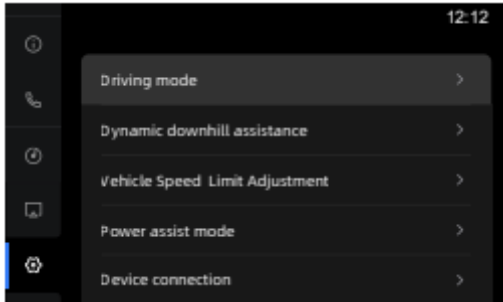 12:12
Driving mode
Dynamic downhill assistance
Vehicle Speed Limit Adjustment
Power assist mode
Device connection